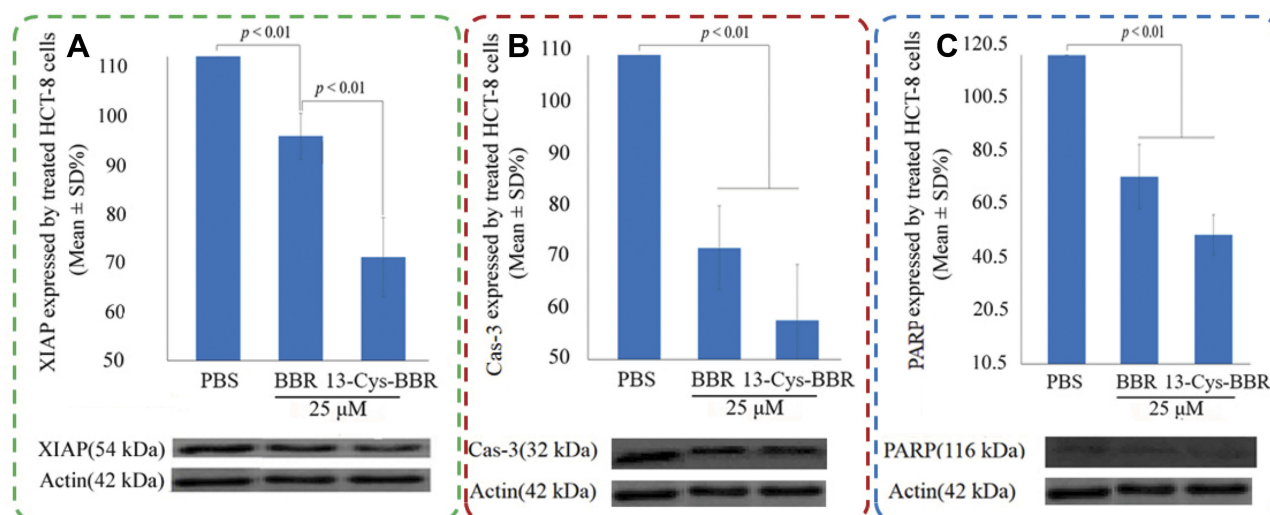 A
XIAP expressed by treated HCT-8 cells
(Mean ± SD%)
110
100
90
80
70
60
50
p < 0.01
p < 0.01
PBS BBR 13-Cys-BBR
25 µM
XIAP(54 kDa)
Actin(42 kDa)
B
Cas-3 expressed by treated HCT-8 cells
(Mean ± SD%)
110
100
90
80
70
60
50
p < 0.01
PBS BBR 13-Cys-BBR
25 µM
Cas-3(32 kDa)
Actin(42 kDa)
C
PARP expressed by treated HCT-8 cells
(Mean ± SD%)
120.5
100.5
80.5
60.5
40.5
20.5
10.5
p < 0.01
PBS BBR 13-Cys-BBR
25 µM
PARP(116 kDa)
Actin(42 kDa)